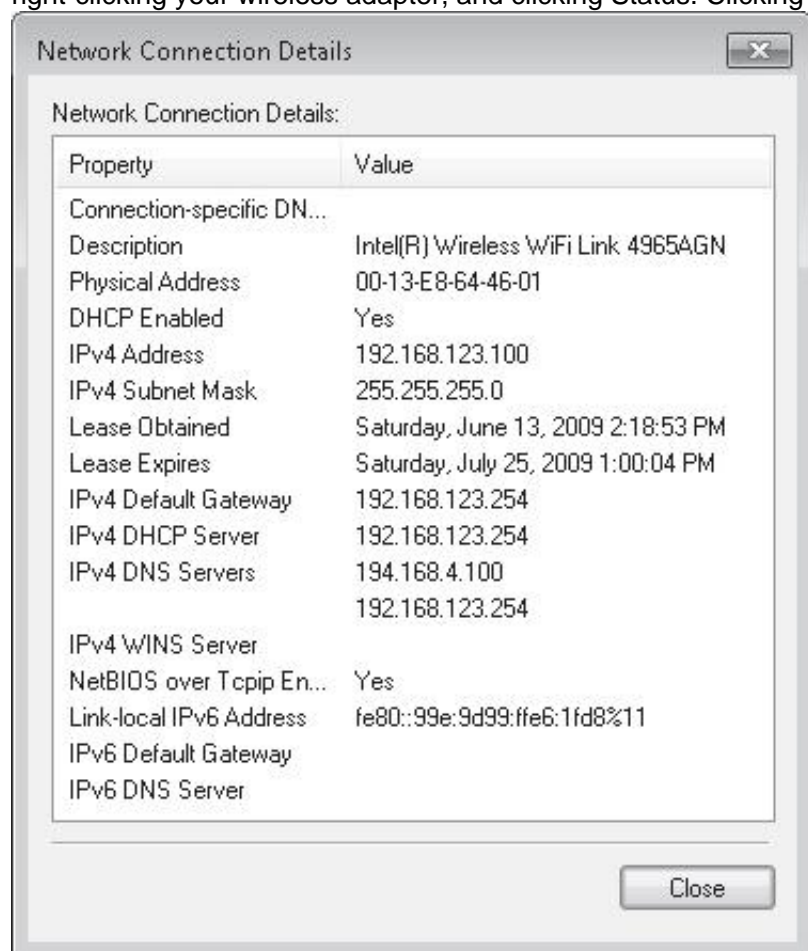 right-clicking your wireless adaptor, and clicking Status. Clicking
Network Connection Details
Network Connection Details:
Property Value
Connection-specific DN...
Description Intel(R) Wireless WiFi Link 4965AGN
Physical Address 00-13-E8-64-46-01
DHCP Enabled Yes
IPv4 Address 192.168.123.100
IPv4 Subnet Mask 255.255.255.0
Lease Obtained Saturday, June 13, 2009 2:18:53 PM
Lease Expires Saturday, July 25, 2009 1:00:04 PM
IPv4 Default Gateway 192.168.123.254
IPv4 DHCP Server 192.168.123.254
IPv4 DNS Servers 194.168.4.100
192.168.123.254
IPv4 WINS Server
NetBIOS over Tcpip En... Yes
Link-local IPv6 Address fe80::99e:9d99:ffe6:1fd8%11
IPv6 Default Gateway
IPv6 DNS Server
Close